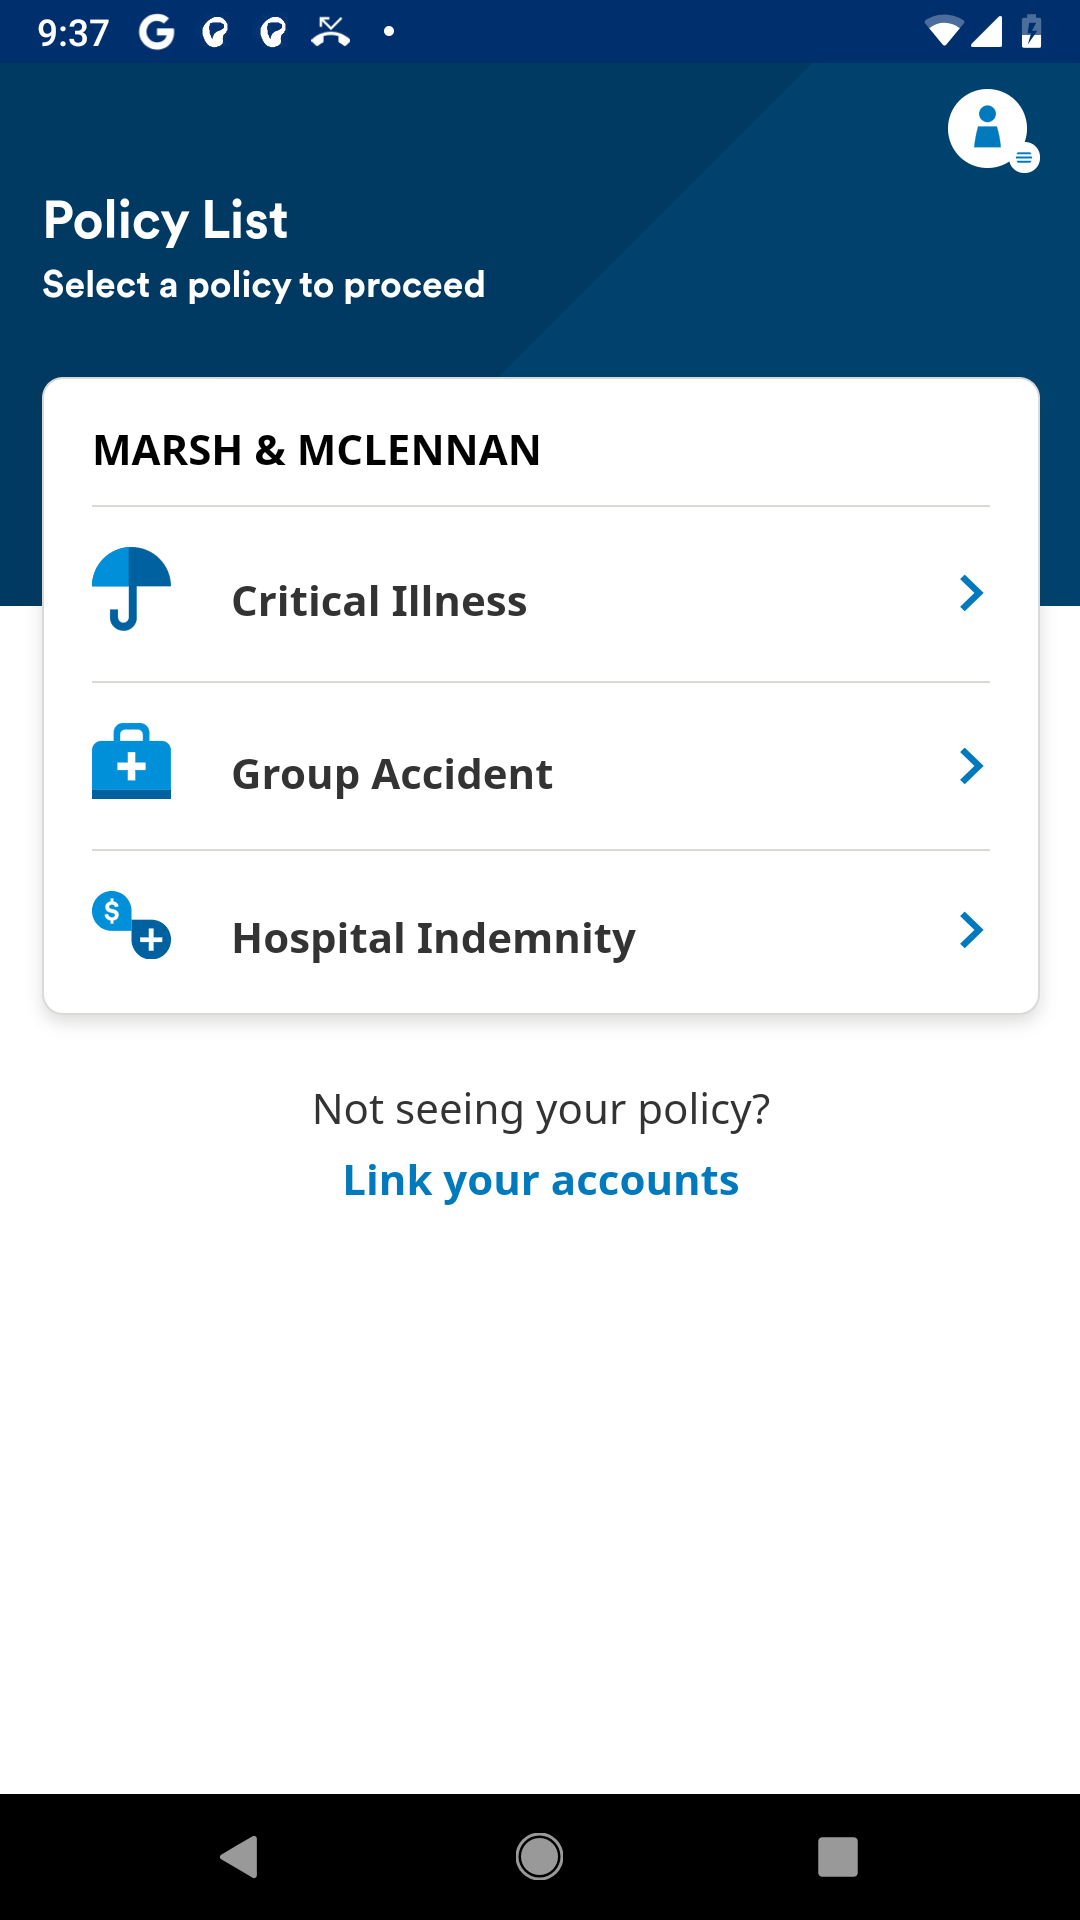 9:37
Policy List
Select a policy to proceed
MARSH & MCLENNAN
Critical Illness
Group Accident
$
Hospital Indemnity
Not seeing your policy?
Link your accounts